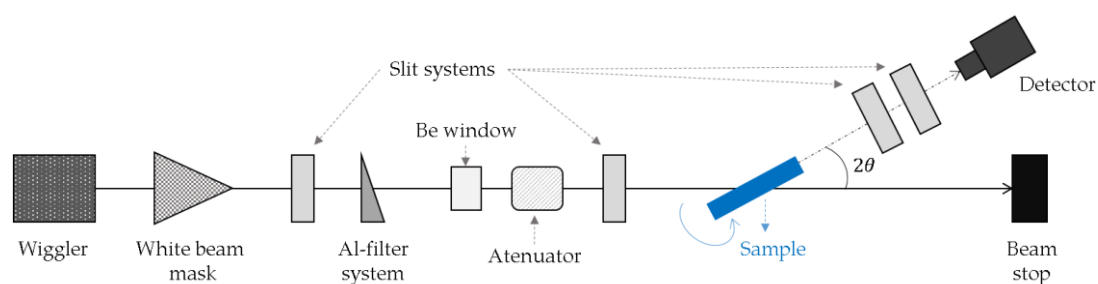 Slit systems
Detector
Be window
2θ
Wiggler
White beam
mask
Al-filter
system
Atenuator
Sample
Beam
stop